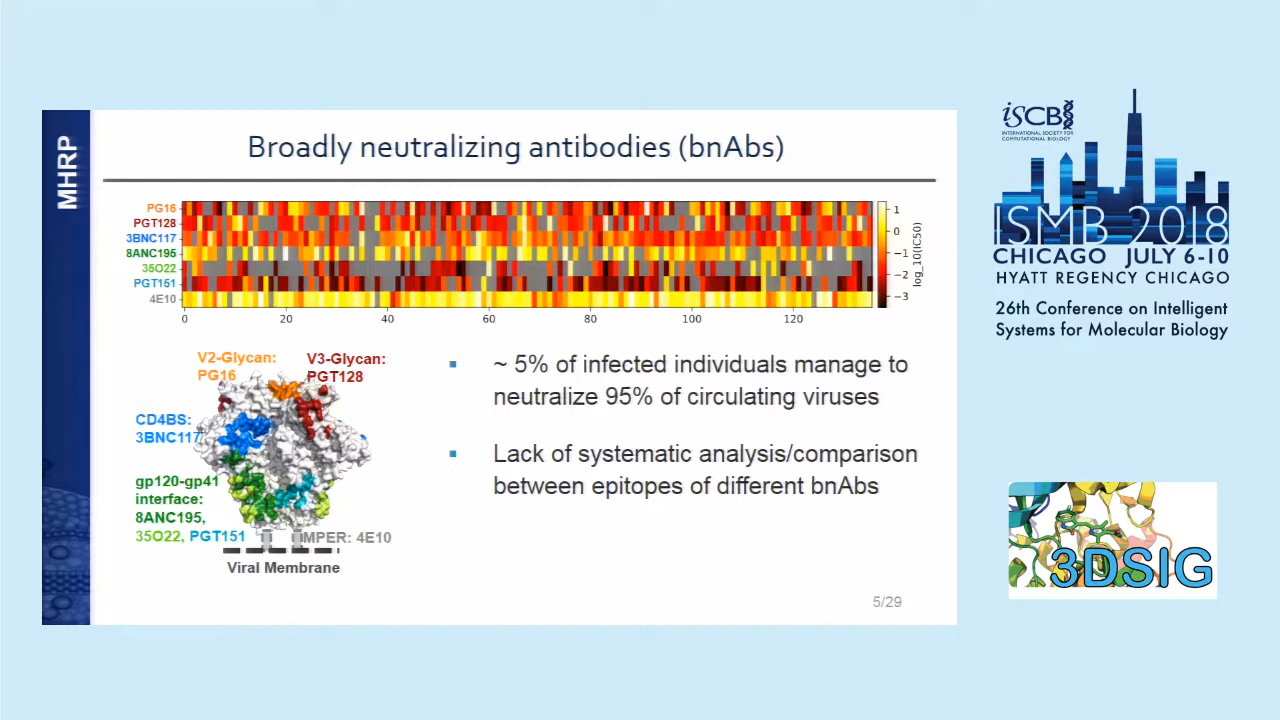 MHRP
Broadly neutralizing antibodies (bnAbs)
PG16
PGT128
3BNC117
8ANC195
35O22
PGT151
4E10
0 20 40 60 80 100 120
1
0
−1
−2
−3
log_10(IC50)
V2-Glycan:
PG16
V3-Glycan:
PGT128
CD4BS:
3BNC117
gp120-gp41
interface:
8ANC195,
35O22, PGT151
MPER: 4E10
Viral Membrane
~ 5% of infected individuals manage to
neutralize 95% of circulating viruses
Lack of systematic analysis/comparison
between epitopes of different bnAbs
5/29
iSCB
INTERNATIONAL SOCIETY FOR
COMPUTATIONAL BIOLOGY
ISMB 2018
CHICAGO JULY 6-10
HYATT REGENCY CHICAGO
26th Conference on Intelligent
Systems for Molecular Biology
3DSIG